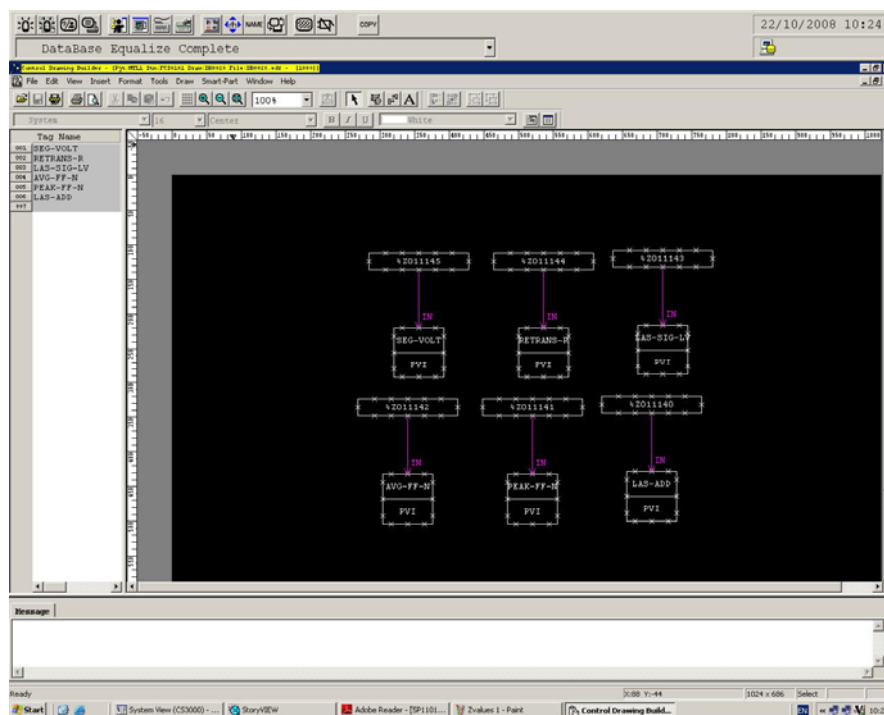 NAME
COPY
22/10/2008 10:24
DataBase Equalize Complete
File Edit View Insert Format Tools Draw Smart-Part Window Help
100%
System 16 Center B I U White
Tag Name
001 SEG-VOLT
002 RETRANS-R
003 LAS-SIG-LV
004 AVG-FF-N
005 PEAK-FF-N
006 LAS-ADD
007
%Z011145 %Z011144 %Z011143
IN IN IN
SEG-VOLT RETRANS-R LAS-SIG-LV
PVI PVI PVI
%Z011142 %Z011141 %Z011140
IN IN IN
AVG-FF-N PEAK-FF-N LAS-ADD
PVI PVI PVI
Message
Ready X:88 Y:-44 1024 x 686 Select
Start System View (CS3000) - ... StoryVIEW Adobe Reader - [SP1101... Zvalues 1 - Paint Control Drawing Build... EN